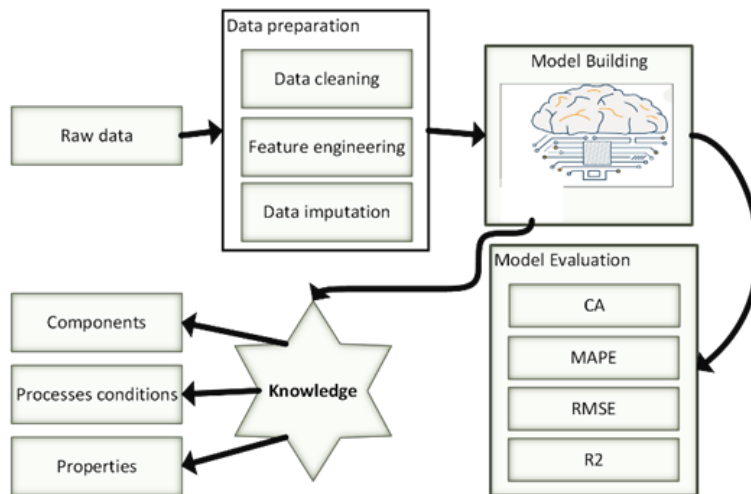 Data preparation
Data cleaning
Feature engineering
Data imputation
Raw data
Model Building
Model Evaluation
CA
MAPE
RMSE
R2
Knowledge
Components
Processes conditions
Properties